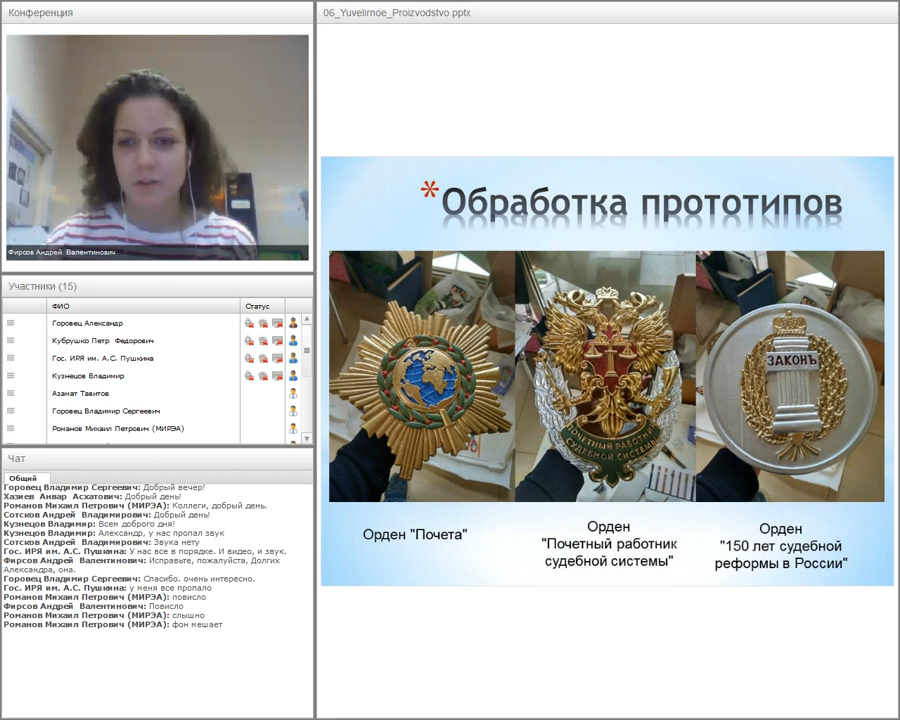 Конференция
Фирсов Андрей  Валентинович
Участники (15)
ФИО
Статус
Горовец Александр
Кубрушко Петр  Федорович
Гос. ИРЯ им. А.С. Пушкина
Кузнецов Владимир
Азамат Тавитов
Горовец Владимир Сергеевич
Романов Михаил Петрович (МИРЭА)
Чат
Общий
Горовец Владимир Сергеевич: Добрый вечер!
Хазиев  Анвар  Асхатович: Добрый день!
Романов Михаил Петрович (МИРЭА): Коллеги, добрый день.
Сотсков Андрей  Владимирович: Добрый день!
Кузнецов Владимир: Всем доброго дня!
Кузнецов Владимир: Александр, у нас пропал звук
Сотсков Андрей  Владимирович: Звука нету
Гос. ИРЯ им. А.С. Пушкина: У нас все в порядке. И видео, и звук.
Фирсов Андрей  Валентинович: Исправьте, пожалуйста, Долгих
Александра, она.
Горовец Владимир Сергеевич: Спасибо. очень интересно.
Гос. ИРЯ им. А.С. Пушкина: у меня все пропало
Романов Михаил Петрович (МИРЭА): повисло
Фирсов Андрей  Валентинович: Повисло
Романов Михаил Петрович (МИРЭА): слышно
Романов Михаил Петрович (МИРЭА): фон мешает
06_Yuvelirnoe_Proizvodstvo.pptx
*Обработка прототипов
ПОЧЕТНЫЙ РАБОТНИК
СУДЕБНОЙ СИСТЕМЫ
ЗАКОНЪ
Орден "Почета"
Орден
"Почетный работник
судебной системы"
Орден
"150 лет судебной
реформы в России"